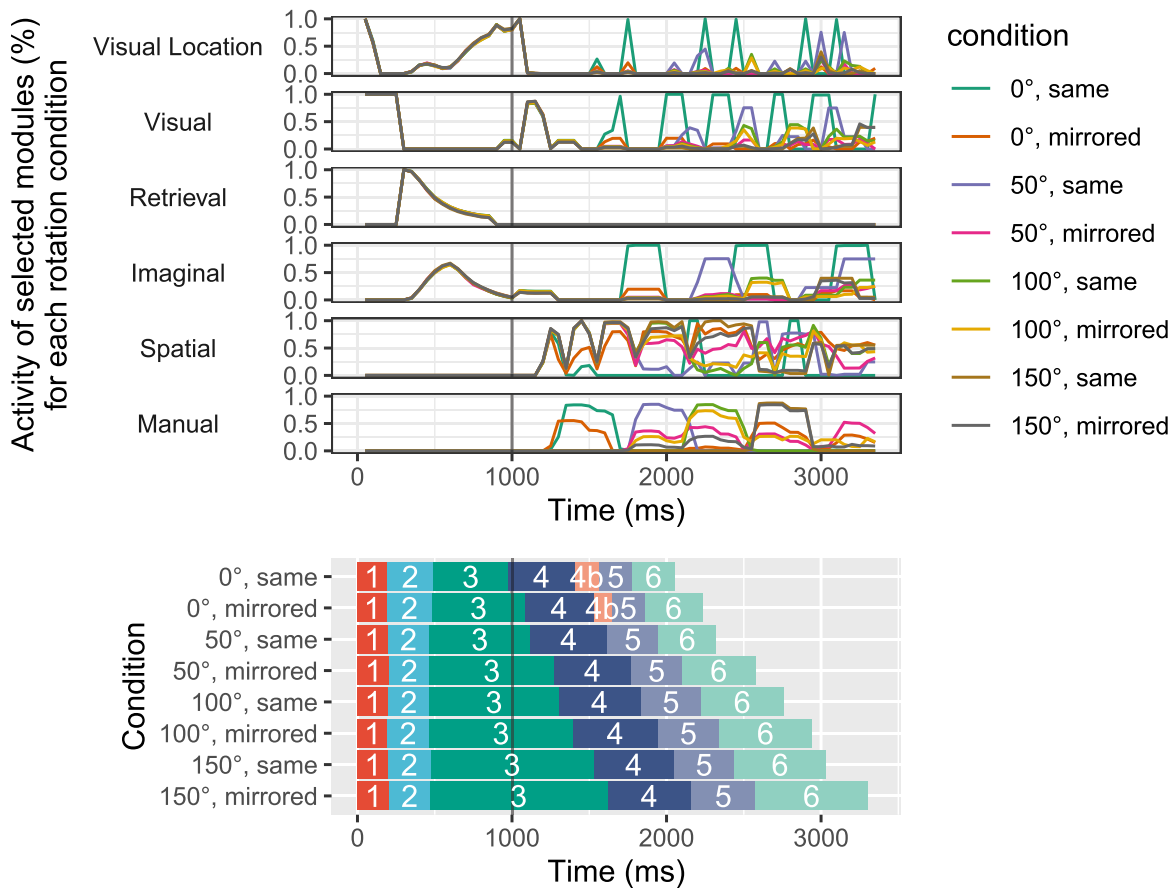 Activity of selected modules (%)
for each rotation condition
Visual Location
1.0
0.5
0.0
Visual
1.0
0.5
0.0
Retrieval
1.0
0.5
0.0
Imaginal
1.0
0.5
0.0
Spatial
1.0
0.5
0.0
Manual
1.0
0.5
0.0
0 1000 2000 3000
Time (ms)
condition
0°, same
0°, mirrored
50°, same
50°, mirrored
100°, same
100°, mirrored
150°, same
150°, mirrored
Condition
0°, same 1 2 3 4 4b 5 6
0°, mirrored 1 2 3 4 4b 5 6
50°, same 1 2 3 4 5 6
50°, mirrored 1 2 3 4 5 6
100°, same 1 2 3 4 5 6
100°, mirrored 1 2 3 4 5 6
150°, same 1 2 3 4 5 6
150°, mirrored 1 2 3 4 5 6
0 1000 2000 3000
Time (ms)